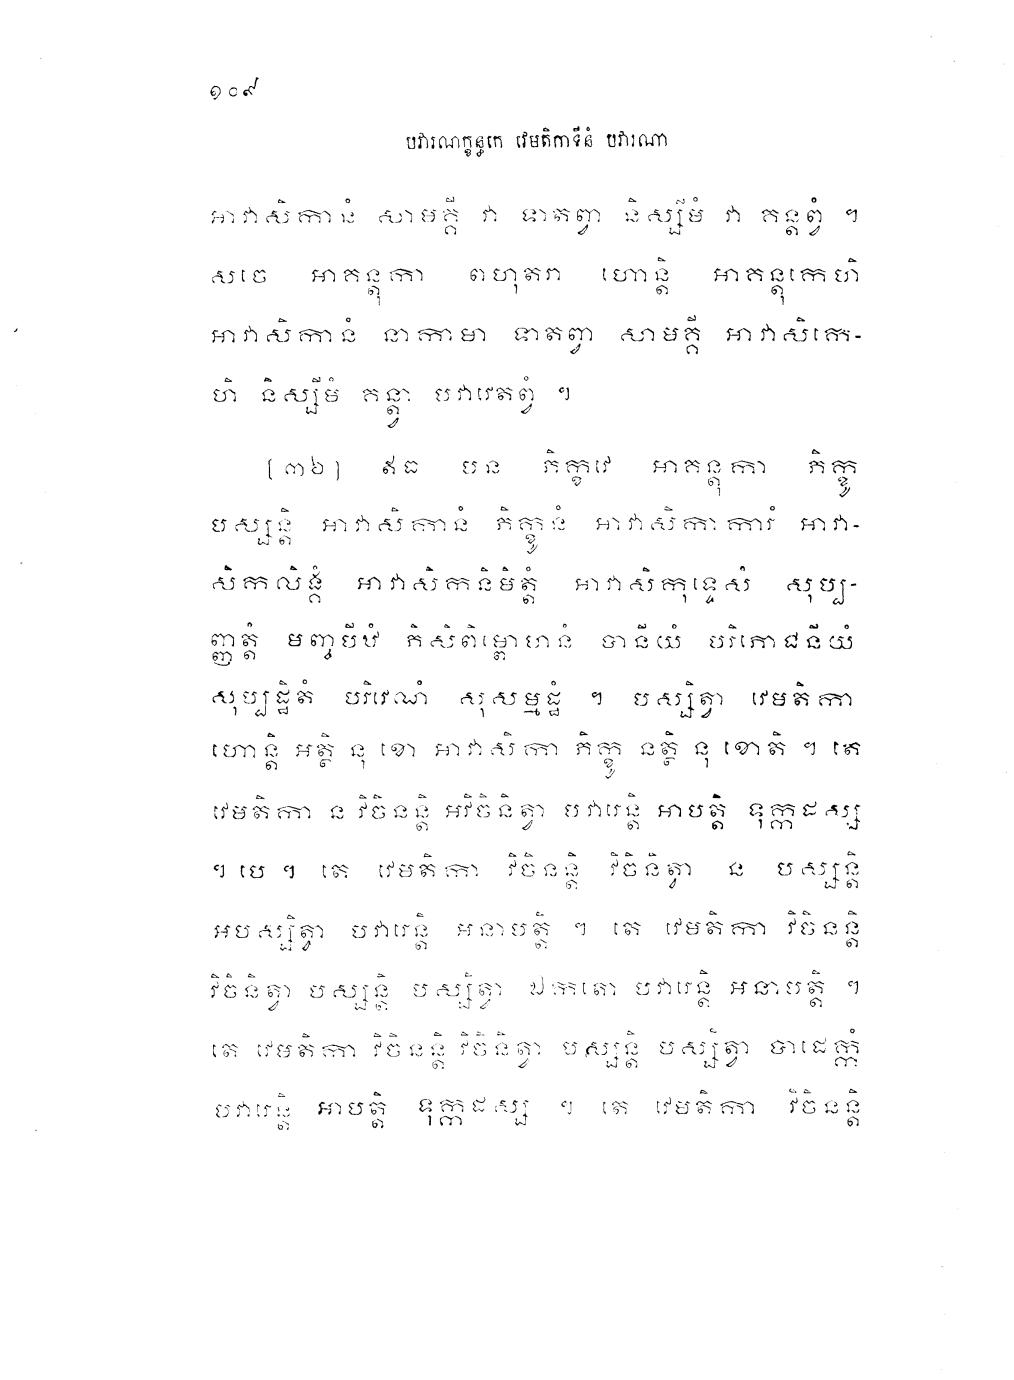 ១០៩
បវារណក្ខន្ធកេ វេមតិកាទីនំ បវារណា
អាវាសិកានំ សាមគ្គី វា ទាតព្វា និស្សីមំ វា គន្តព្វំ ។
សចេ អាគន្តុកា ពហុតរា ហោន្តិ អាគន្តុកេហិ
អាវាសិកានំ នាកាមា ទាតព្វា សាមគ្គី អាវាសិកេ-
ហិ និស្សីមំ គន្ត្វា បវារេតព្វំ ។
[៣៦] ឥធ បន ភិក្ខវេ អាគន្តុកា ភិក្ខូ
បស្សន្តិ អាវាសិកានំ ភិក្ខូនំ អាវាសិកាការំ អាវា-
សិកលិង្គំ អាវាសិកនិមិត្តំ អាវាសិកុទ្ទេសំ សុប្ប-
ញ្ញត្តំ មញ្ចបីឋំ ភិសិពិម្ពោហនំ បានីយំ បរិភោជនីយំ
សុប្បដ្ឋិតំ បរិវេណំ សុសម្មដ្ឋំ ។ បស្សិត្វា វេមតិកា
ហោន្តិ អត្ថិ នុ ខោ អាវាសិកា ភិក្ខូ នត្ថិ នុ ខោតិ ។ តេ
វេមតិកា ន វិចិនន្តិ អវិចិនិត្វា បវារេន្តិ អាបត្តិ ទុក្កដស្ស
។ បេ ។ តេ វេមតិកា វិចិនន្តិ វិចិនិត្វា ន បស្សន្តិ
អបស្សិត្វា បវារេន្តិ អនាបត្តិ ។ តេ វេមតិកា វិចិនន្តិ
វិចិនិត្វា បស្សន្តិ បស្សិត្វា ឯកតោ បវារេន្តិ អនាបត្តិ ។
តេ វេមតិកា វិចិនន្តិ វិចិនិត្វា បស្សន្តិ បស្សិត្វា បាដេក្កំ
បវារេន្តិ អាបត្តិ ទុក្កដស្ស ។ តេ វេមតិកា វិចិនន្តិ